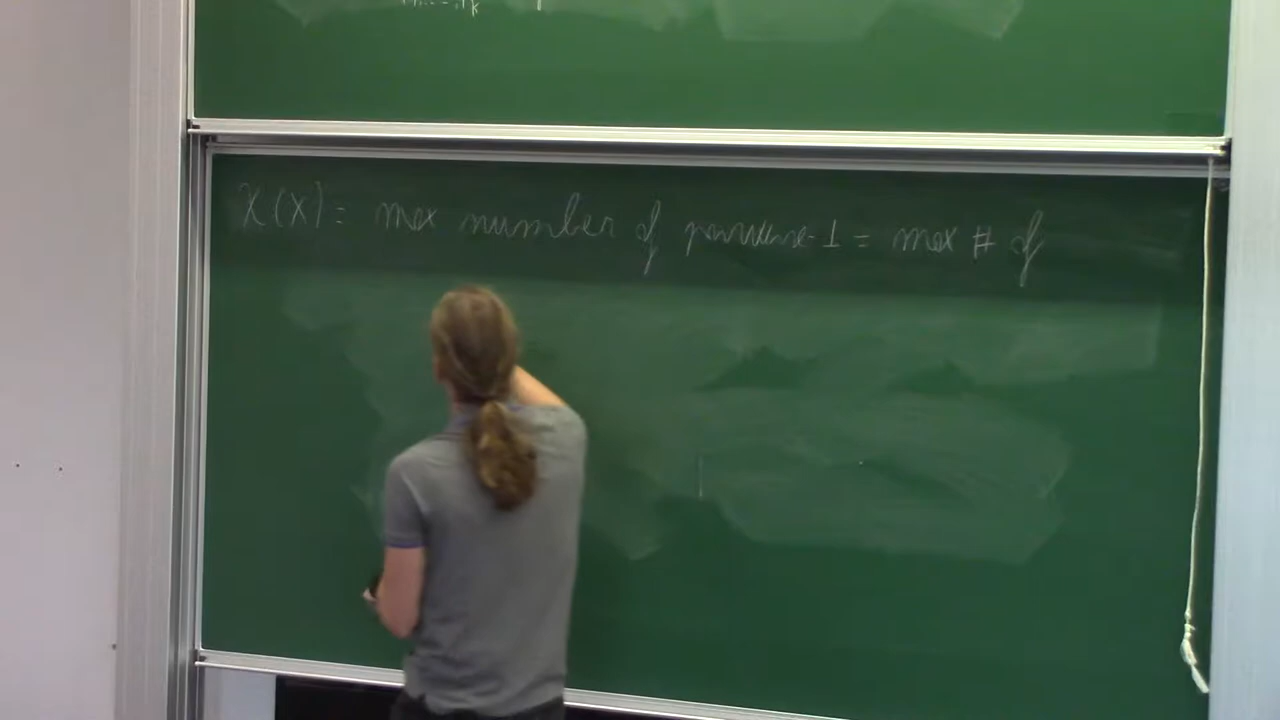 X(X) = max number of pairwise-⊥ = max # of